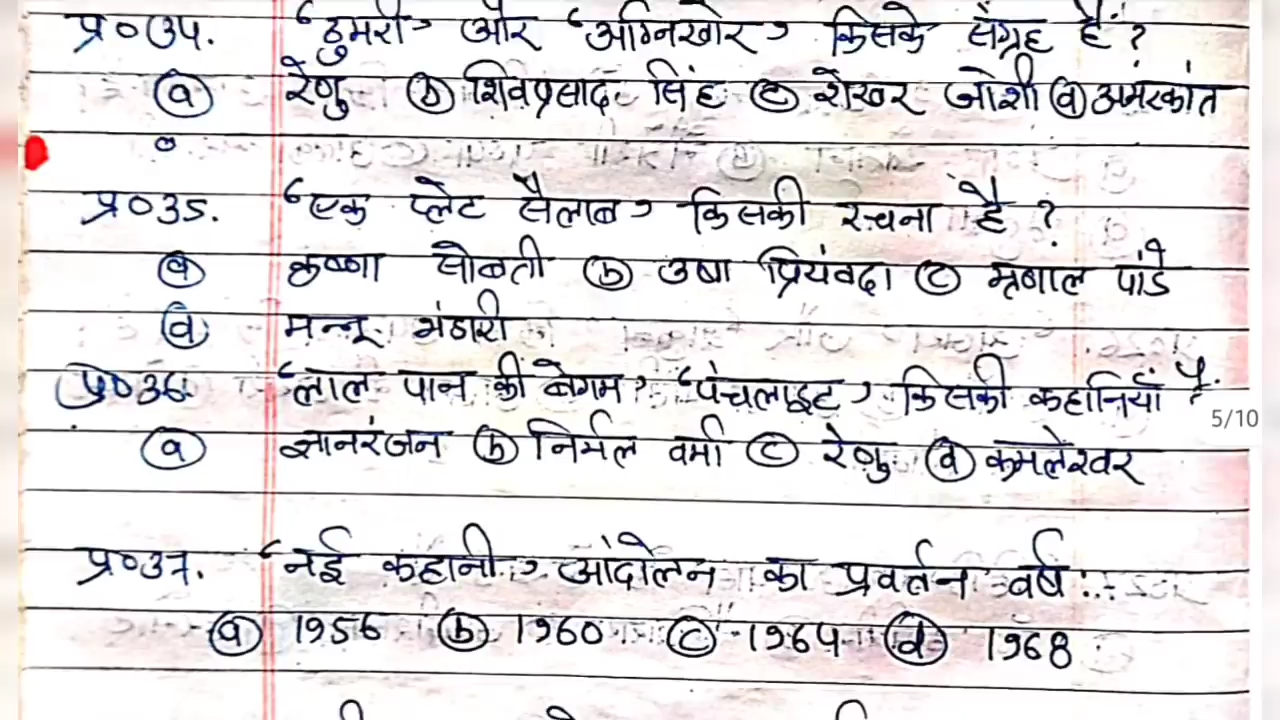 प्र०34. 'ठुमरी' और 'अग्निखोर' किसके संग्रह हैं ?
(a) रेणु (b) शिवप्रसाद सिंह (c) शेखर जोशी (d) अमरकांत
प्र०35. 'एक प्लेट सैलाब' किसकी रचना है ?
(a) कृष्णा सोबती (b) उषा प्रियंवदा (c) मृणाल पांडे
(d) मन्नू भंडारी
प्र०36. 'लाल पान की बेगम' 'पंचलाइट' किसकी कहानियाँ हैं.
5/10
(a) ज्ञानरंजन (b) निर्मल वर्मा (c) रेणु (d) कमलेश्वर
प्र०37. 'नई कहानी' आंदोलन का प्रवर्तन वर्ष :
(a) 1956 (b) 1960 (c) 1964 (d) 1968